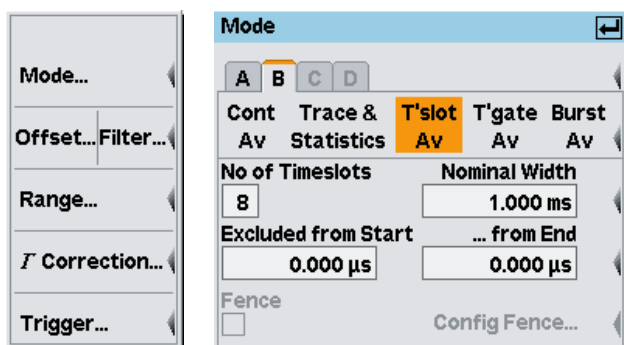 Mode...
Offset... Filter...
Range...
Γ Correction...
Trigger...
Mode
A B C D
Cont Av Trace & Statistics T'slot Av T'gate Av Burst Av
No of Timeslots Nominal Width
8 1.000 ms
Excluded from Start ... from End
0.000 µs 0.000 µs
Fence
Config Fence...